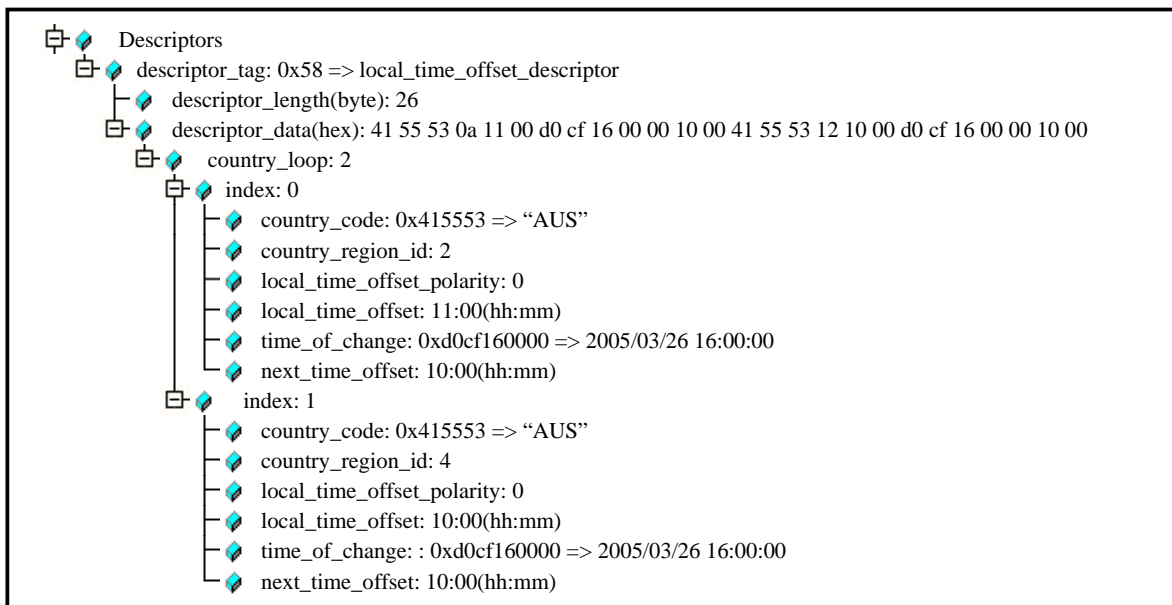 Descriptors
descriptor_tag: 0x58 => local_time_offset_descriptor
descriptor_length(byte): 26
descriptor_data(hex): 41 55 53 0a 11 00 d0 cf 16 00 00 10 00 41 55 53 12 10 00 d0 cf 16 00 00 10 00
country_loop: 2
index: 0
country_code: 0x415553 => “AUS”
country_region_id: 2
local_time_offset_polarity: 0
local_time_offset: 11:00(hh:mm)
time_of_change: 0xd0cf160000 => 2005/03/26 16:00:00
next_time_offset: 10:00(hh:mm)
index: 1
country_code: 0x415553 => “AUS”
country_region_id: 4
local_time_offset_polarity: 0
local_time_offset: 10:00(hh:mm)
time_of_change: : 0xd0cf160000 => 2005/03/26 16:00:00
next_time_offset: 10:00(hh:mm)